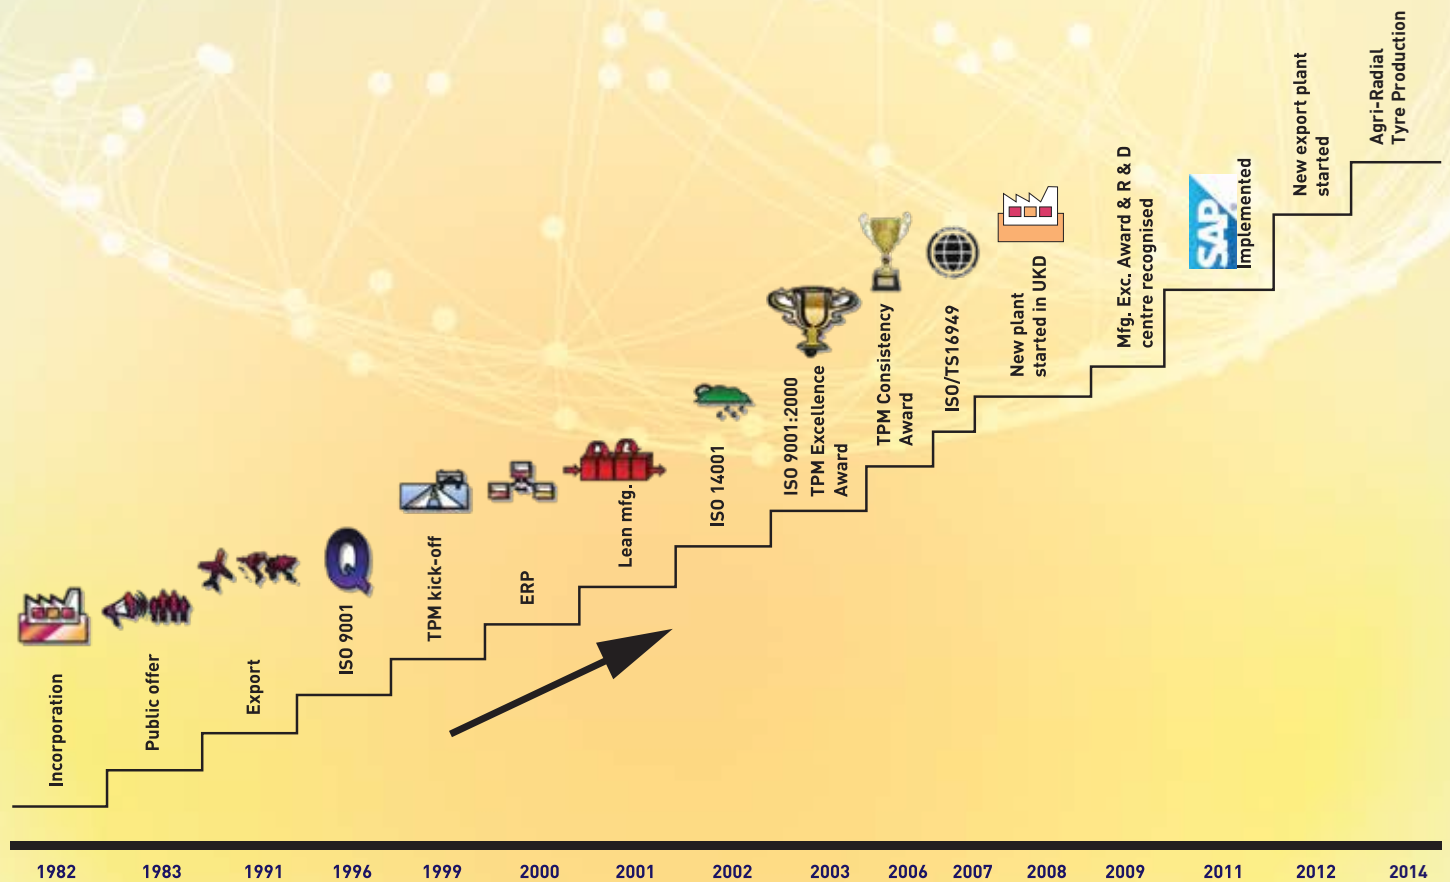 Incorporation
Public offer
Export
ISO 9001
TPM kick-off
ERP
Lean mfg.
ISO 14001
ISO 9001:2000
TPM Excellence
Award
TPM Consistency
Award
ISO/TS16949
New plant
started in UKD
Mfg. Exc. Award & R & D
centre recognised
SAP
Implemented
New export plant
started
Agri-Radial
Tyre Production
1982 1983 1991 1996 1999 2000 2001 2002 2003 2006 2007 2008 2009 2011 2012 2014